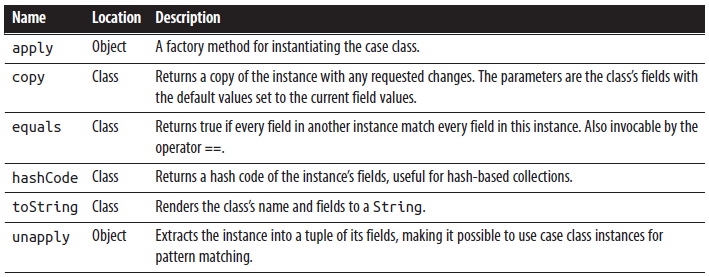 Name Location Description
apply Object A factory method for instantiating the case class.
copy Class Returns a copy of the instance with any requested changes. The parameters are the class’s fields with
the default values set to the current field values.
equals Class Returns true if every field in another instance match every field in this instance. Also invocable by the
operator ==.
hashCode Class Returns a hash code of the instance’s fields, useful for hash-based collections.
toString Class Renders the class’s name and fields to a String.
unapply Object Extracts the instance into a tuple of its fields, making it possible to use case class instances for
pattern matching.